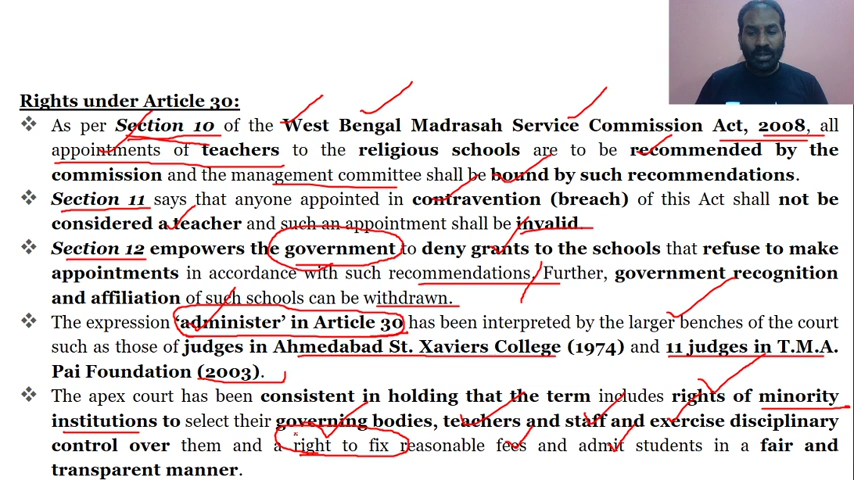 Rights under Article 30:
❖ As per Section 10 of the West Bengal Madrasah Service Commission Act, 2008, all
appointments of teachers to the religious schools are to be recommended by the
commission and the management committee shall be bound by such recommendations.
❖ Section 11 says that anyone appointed in contravention (breach) of this Act shall not be
considered a teacher and such an appointment shall be invalid.
❖ Section 12 empowers the government to deny grants to the schools that refuse to make
appointments in accordance with such recommendations. Further, government recognition
and affiliation of such schools can be withdrawn.
❖ The expression 'administer' in Article 30 has been interpreted by the larger benches of the court
such as those of judges in Ahmedabad St. Xaviers College (1974) and 11 judges in T.M.A.
Pai Foundation (2003).
❖ The apex court has been consistent in holding that the term includes rights of minority
institutions to select their governing bodies, teachers and staff and exercise disciplinary
control over them and a right to fix reasonable fees and admit students in a fair and
transparent manner.